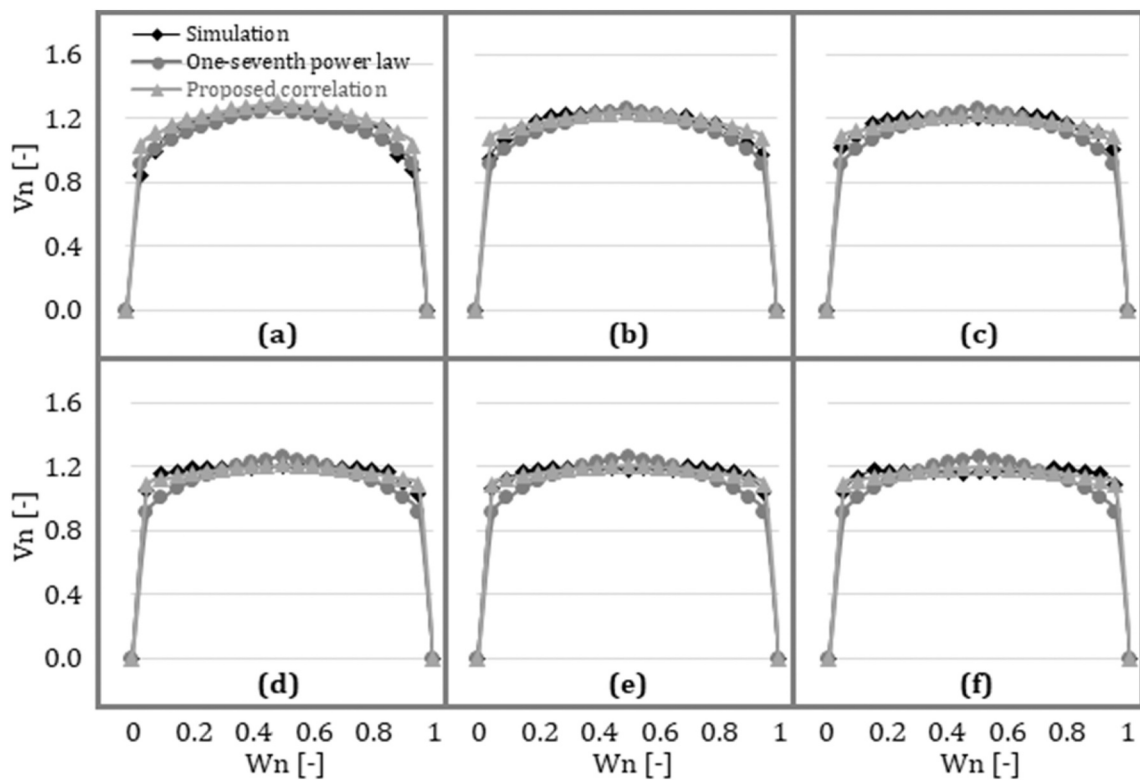 Simulation
One-seventh power law
Proposed correlation
1.6
1.2
0.8
0.4
0.0
Vn [-]
(a)
(b)
(c)
1.6
1.2
0.8
0.4
0.0
Vn [-]
(d)
(e)
(f)
0 0.2 0.4 0.6 0.8 1
0 0.2 0.4 0.6 0.8 1
0 0.2 0.4 0.6 0.8 1
Wn [-]
Wn [-]
Wn [-]